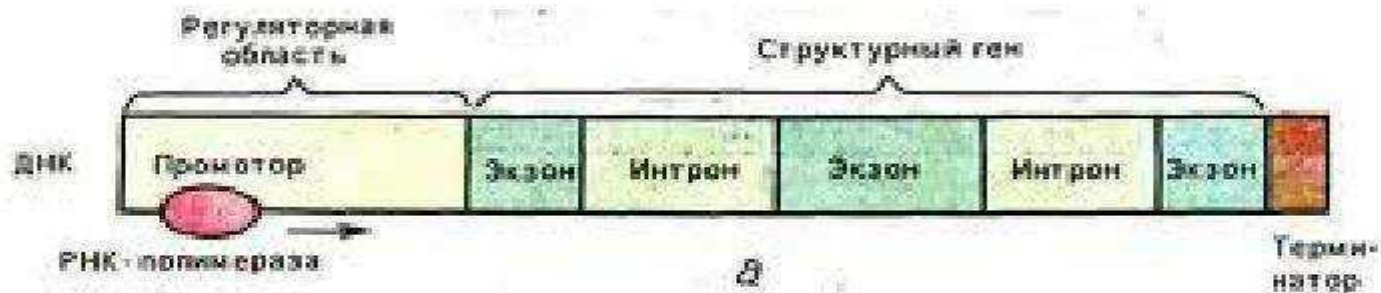 Регуляторная
область
Структурный ген
ДНК
Промотор
Экзон
Интрон
Экзон
Интрон
Экзон
РНК-полимераза
а
Терми-
натор